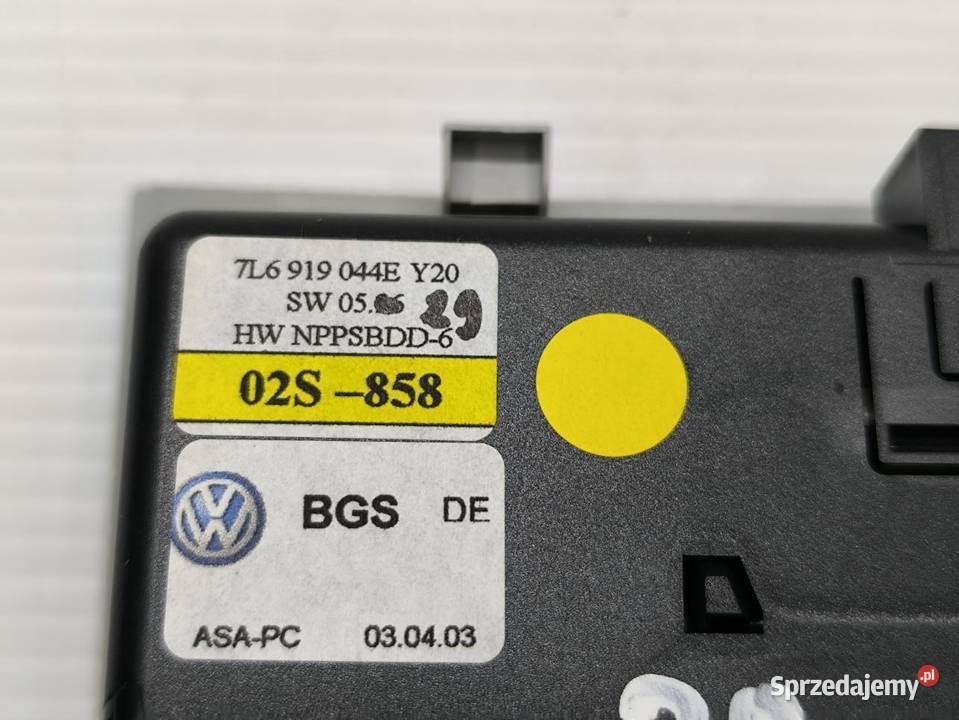 7L6 919 044E Y20
SW 05. 29
HW NPPSBDD-6
02S –858
BGS DE
ASA-PC 03.04.03
Sprzedajemy.pl